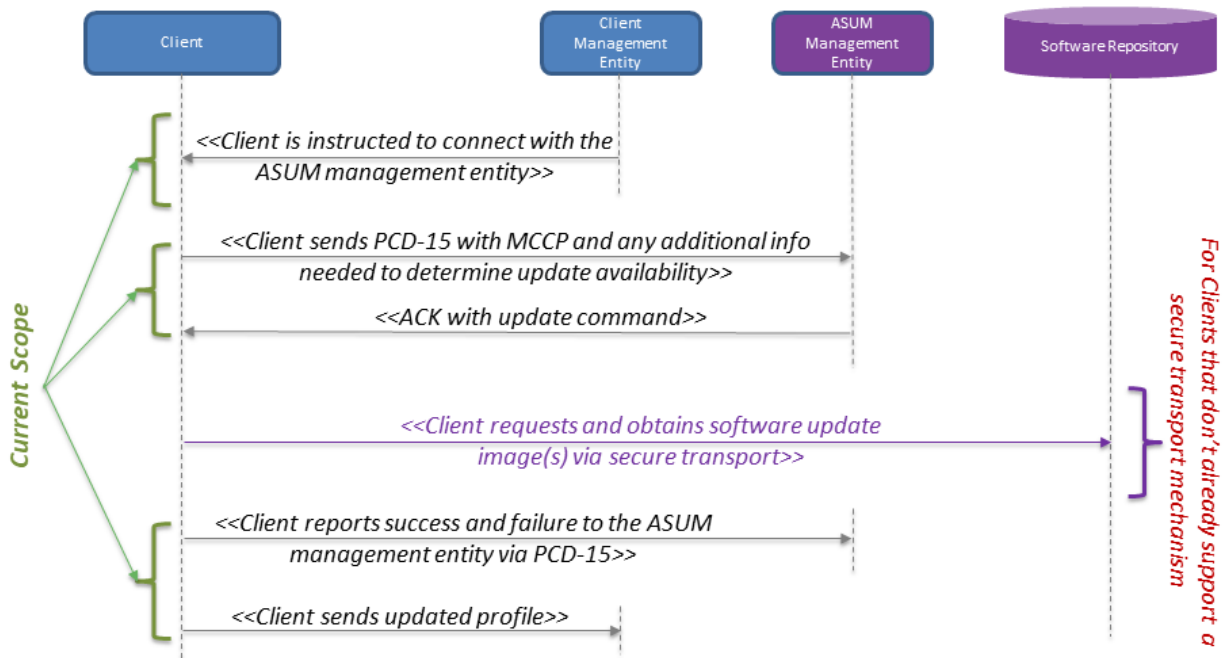 Client
Client
Management
Entity
ASUM
Management
Entity
Software Repository
<<Client is instructed to connect with the
ASUM management entity>>
<<Client sends PCD-15 with MCCP and any additional info
needed to determine update availability>>
<<ACK with update command>>
<<Client requests and obtains software update
image(s) via secure transport>>
<<Client reports success and failure to the ASUM
management entity via PCD-15>>
<<Client sends updated profile>>
Current Scope
For Clients that don't already support a
secure transport mechanism